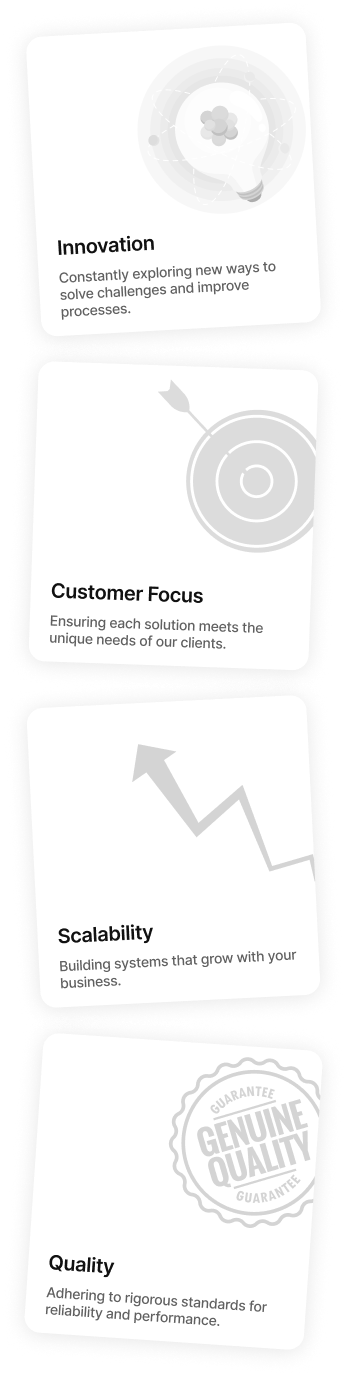 Innovation
Constantly exploring new ways to
solve challenges and improve
processes.
Customer Focus
Ensuring each solution meets the
unique needs of our clients.
Scalability
Building systems that grow with your
business.
GUARANTEE
GENUINE
QUALITY
GUARANTEE
Quality
Adhering to rigorous standards for
reliability and performance.